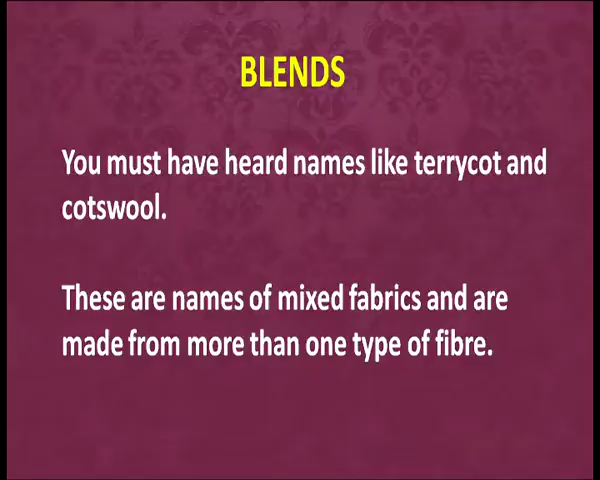 BLENDS
You must have heard names like terrycot and
cotswool.
These are names of mixed fabrics and are
made from more than one type of fibre.